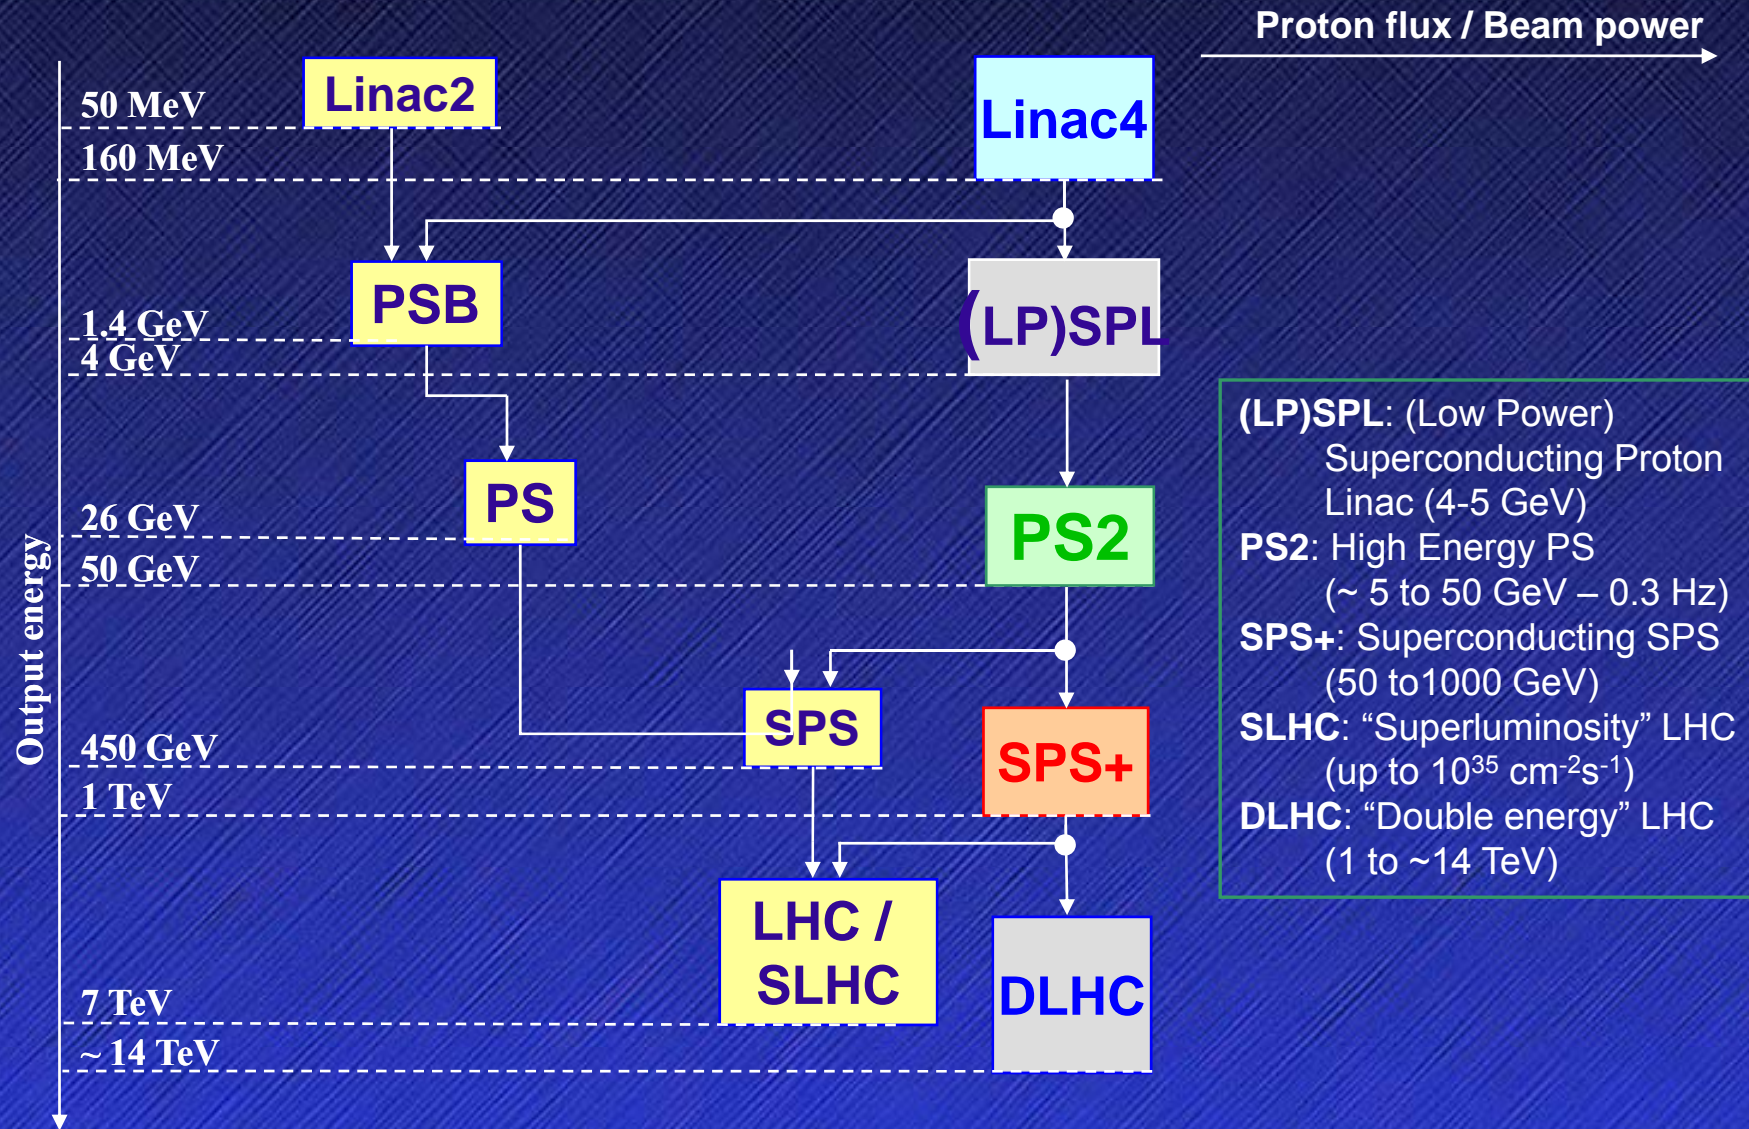 Proton flux / Beam power
Linac2
Linac4
50 MeV
160 MeV
PSB
(LP)SPL
1.4 GeV
4 GeV
(LP)SPL: (Low Power)
Superconducting Proton
Linac (4-5 GeV)
PS2: High Energy PS
(~ 5 to 50 GeV – 0.3 Hz)
SPS+: Superconducting SPS
(50 to1000 GeV)
SLHC: “Superluminosity” LHC
(up to 10³⁵ cm⁻²s⁻¹)
DLHC: “Double energy” LHC
(1 to ~14 TeV)
PS
PS2
26 GeV
50 GeV
Output energy
SPS
SPS+
450 GeV
1 TeV
LHC /
SLHC
DLHC
7 TeV
~ 14 TeV